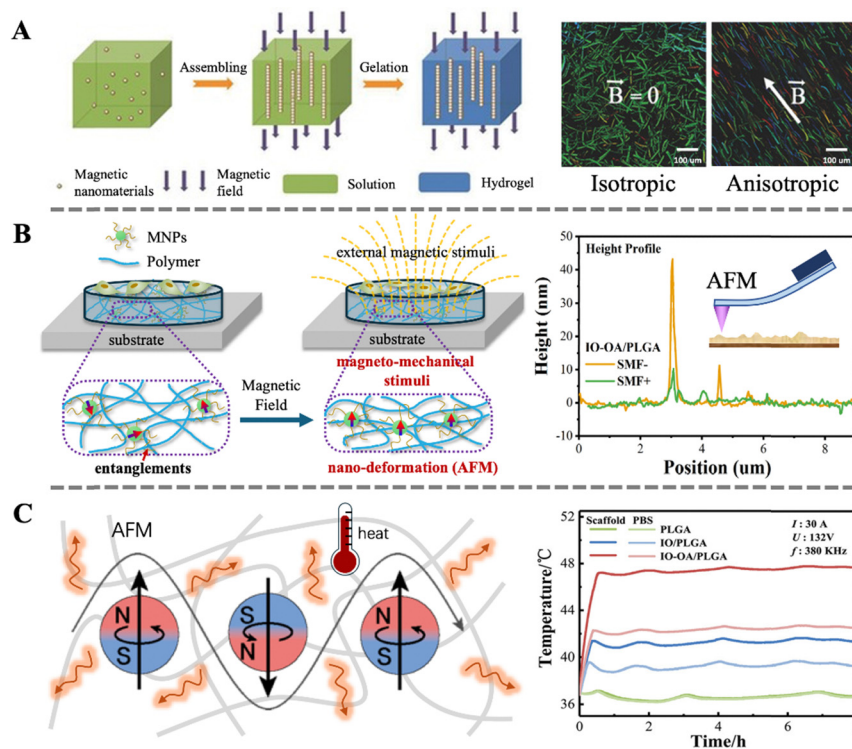 A
Assembling
Gelation
Magnetic
nanomaterials
Magnetic
field
Solution
Hydrogel
B = 0
B
100 um
100 um
Isotropic
Anisotropic
B
MNPs
Polymer
external magnetic stimuli
substrate
substrate
magneto-mechanical
stimuli
Magnetic
Field
entanglements
nano-deformation (AFM)
50
40
30
20
10
0
-10
Height (nm)
Height Profile
AFM
IO-OA/PLGA
SMF-
SMF+
0
2
4
6
8
Position (um)
C
AFM
heat
N
S
S
N
N
S
52
48
44
40
36
Temperature/℃
Scaffold PBS
PLGA
IO/PLGA
IO-OA/PLGA
I : 30 A
U : 132V
f : 380 KHz
0
2
4
6
Time/h